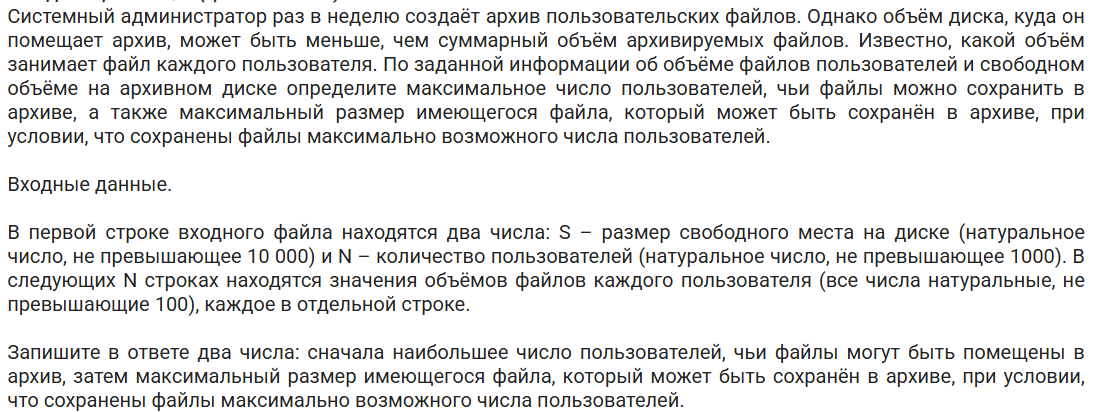 Системный администратор раз в неделю создаёт архив пользовательских файлов. Однако объём диска, куда он
помещает архив, может быть меньше, чем суммарный объём архивируемых файлов. Известно, какой объём
занимает файл каждого пользователя. По заданной информации об объёме файлов пользователей и свободном
объёме на архивном диске определите максимальное число пользователей, чьи файлы можно сохранить в
архиве, а также максимальный размер имеющегося файла, который может быть сохранён в архиве, при
условии, что сохранены файлы максимально возможного числа пользователей.
Входные данные.
В первой строке входного файла находятся два числа: S – размер свободного места на диске (натуральное
число, не превышающее 10 000) и N – количество пользователей (натуральное число, не превышающее 1000). В
следующих N строках находятся значения объёмов файлов каждого пользователя (все числа натуральные, не
превышающие 100), каждое в отдельной строке.
Запишите в ответе два числа: сначала наибольшее число пользователей, чьи файлы могут быть помещены в
архив, затем максимальный размер имеющегося файла, который может быть сохранён в архиве, при условии,
что сохранены файлы максимально возможного числа пользователей.